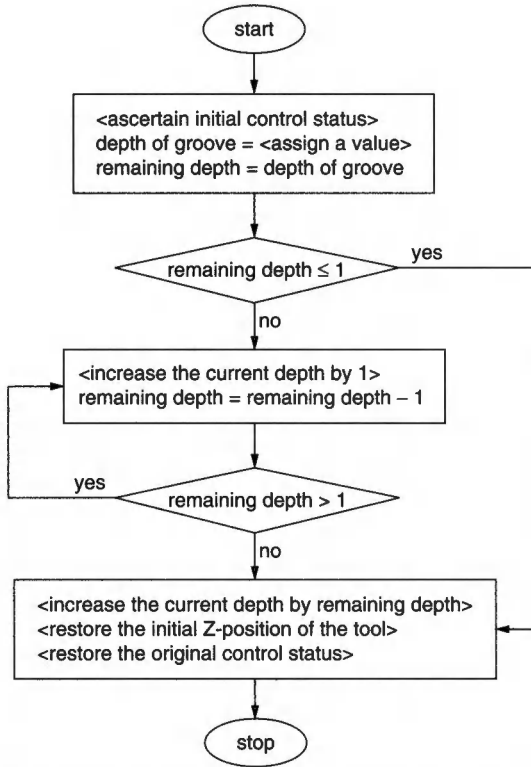 start
<ascertain initial control status>
depth of groove = <assign a value>
remaining depth = depth of groove
remaining depth ≤ 1
yes
no
<increase the current depth by 1>
remaining depth = remaining depth − 1
yes
remaining depth > 1
no
<increase the current depth by remaining depth>
<restore the initial Z-position of the tool>
<restore the original control status>
stop